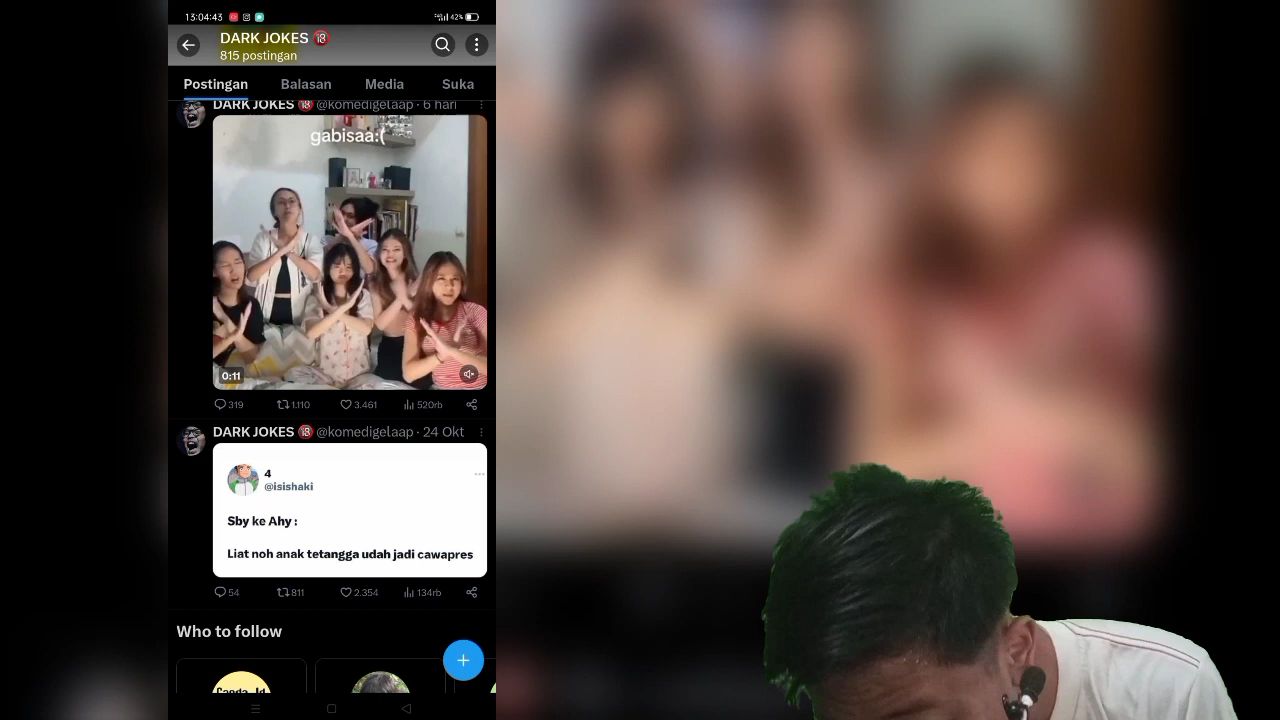 13:04:43
42%
DARK JOKES 🔞
815 postingan
Postingan Balasan Media Suka
DARK JOKES 🔞 @komedigelaap · 6 hari
gabisaa:(
0:11
319 1.110 3.461 520rb
DARK JOKES 🔞 @komedigelaap · 24 Okt
4
@isishaki
Sby ke Ahy :
Liat noh anak tetangga udah jadi cawapres
54 811 2.354 134rb
Who to follow